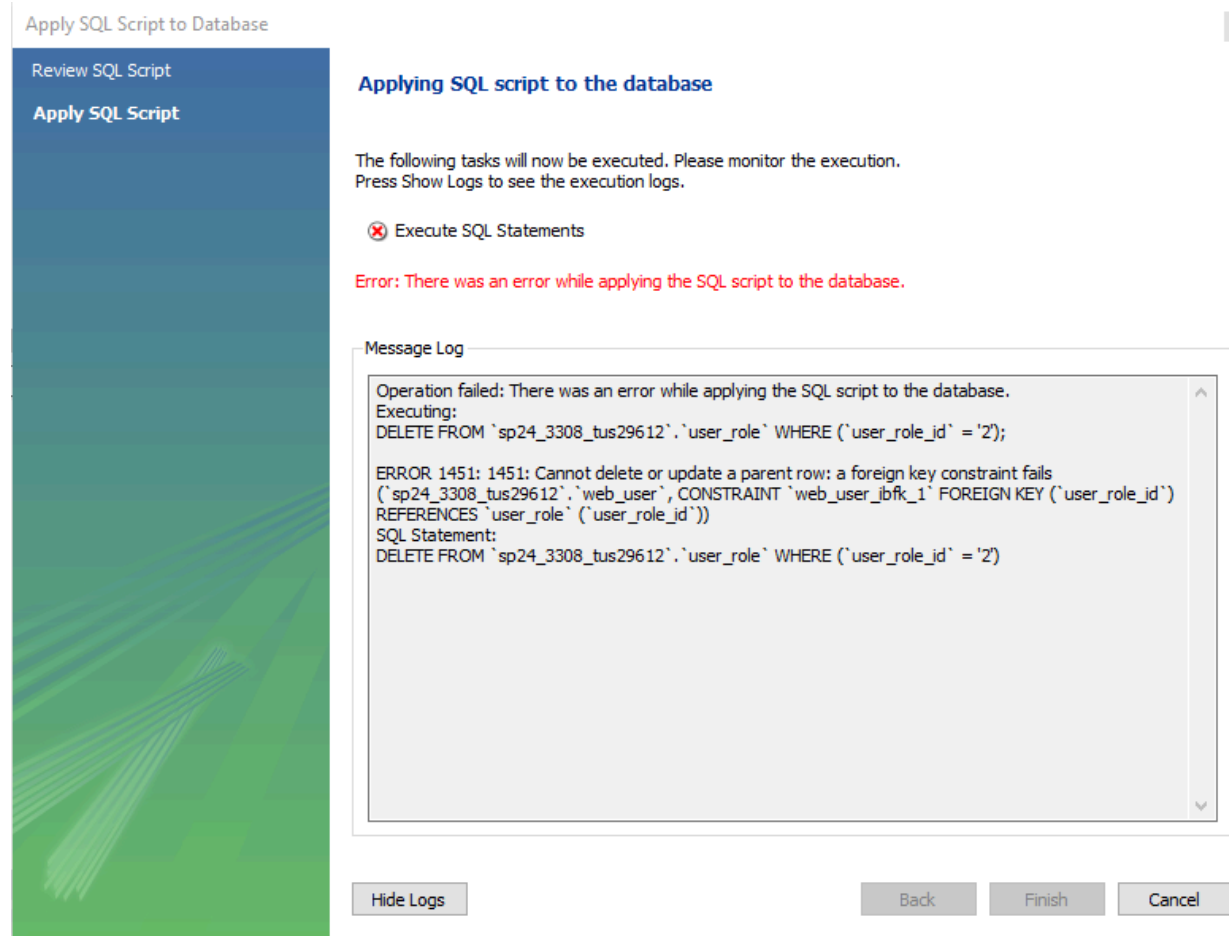 Apply SQL Script to Database
Review SQL Script
Apply SQL Script
Applying SQL script to the database
The following tasks will now be executed. Please monitor the execution.
Press Show Logs to see the execution logs.
Execute SQL Statements
Error: There was an error while applying the SQL script to the database.
Message Log
Operation failed: There was an error while applying the SQL script to the database.
Executing:
DELETE FROM `sp24_3308_tus29612`.`user_role` WHERE (`user_role_id` = '2');
ERROR 1451: 1451: Cannot delete or update a parent row: a foreign key constraint fails
(`sp24_3308_tus29612`.`web_user`, CONSTRAINT `web_user_ibfk_1` FOREIGN KEY (`user_role_id`)
REFERENCES `user_role` (`user_role_id`))
SQL Statement:
DELETE FROM `sp24_3308_tus29612`.`user_role` WHERE (`user_role_id` = '2')
Hide Logs
Back
Finish
Cancel